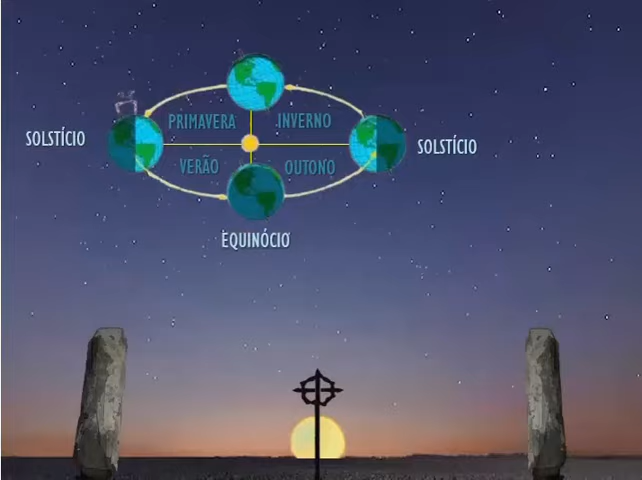 PRIMAVERA
INVERNO
SOLSTÍCIO
SOLSTÍCIO
VERÃO
OUTONO
EQUINÓCIO